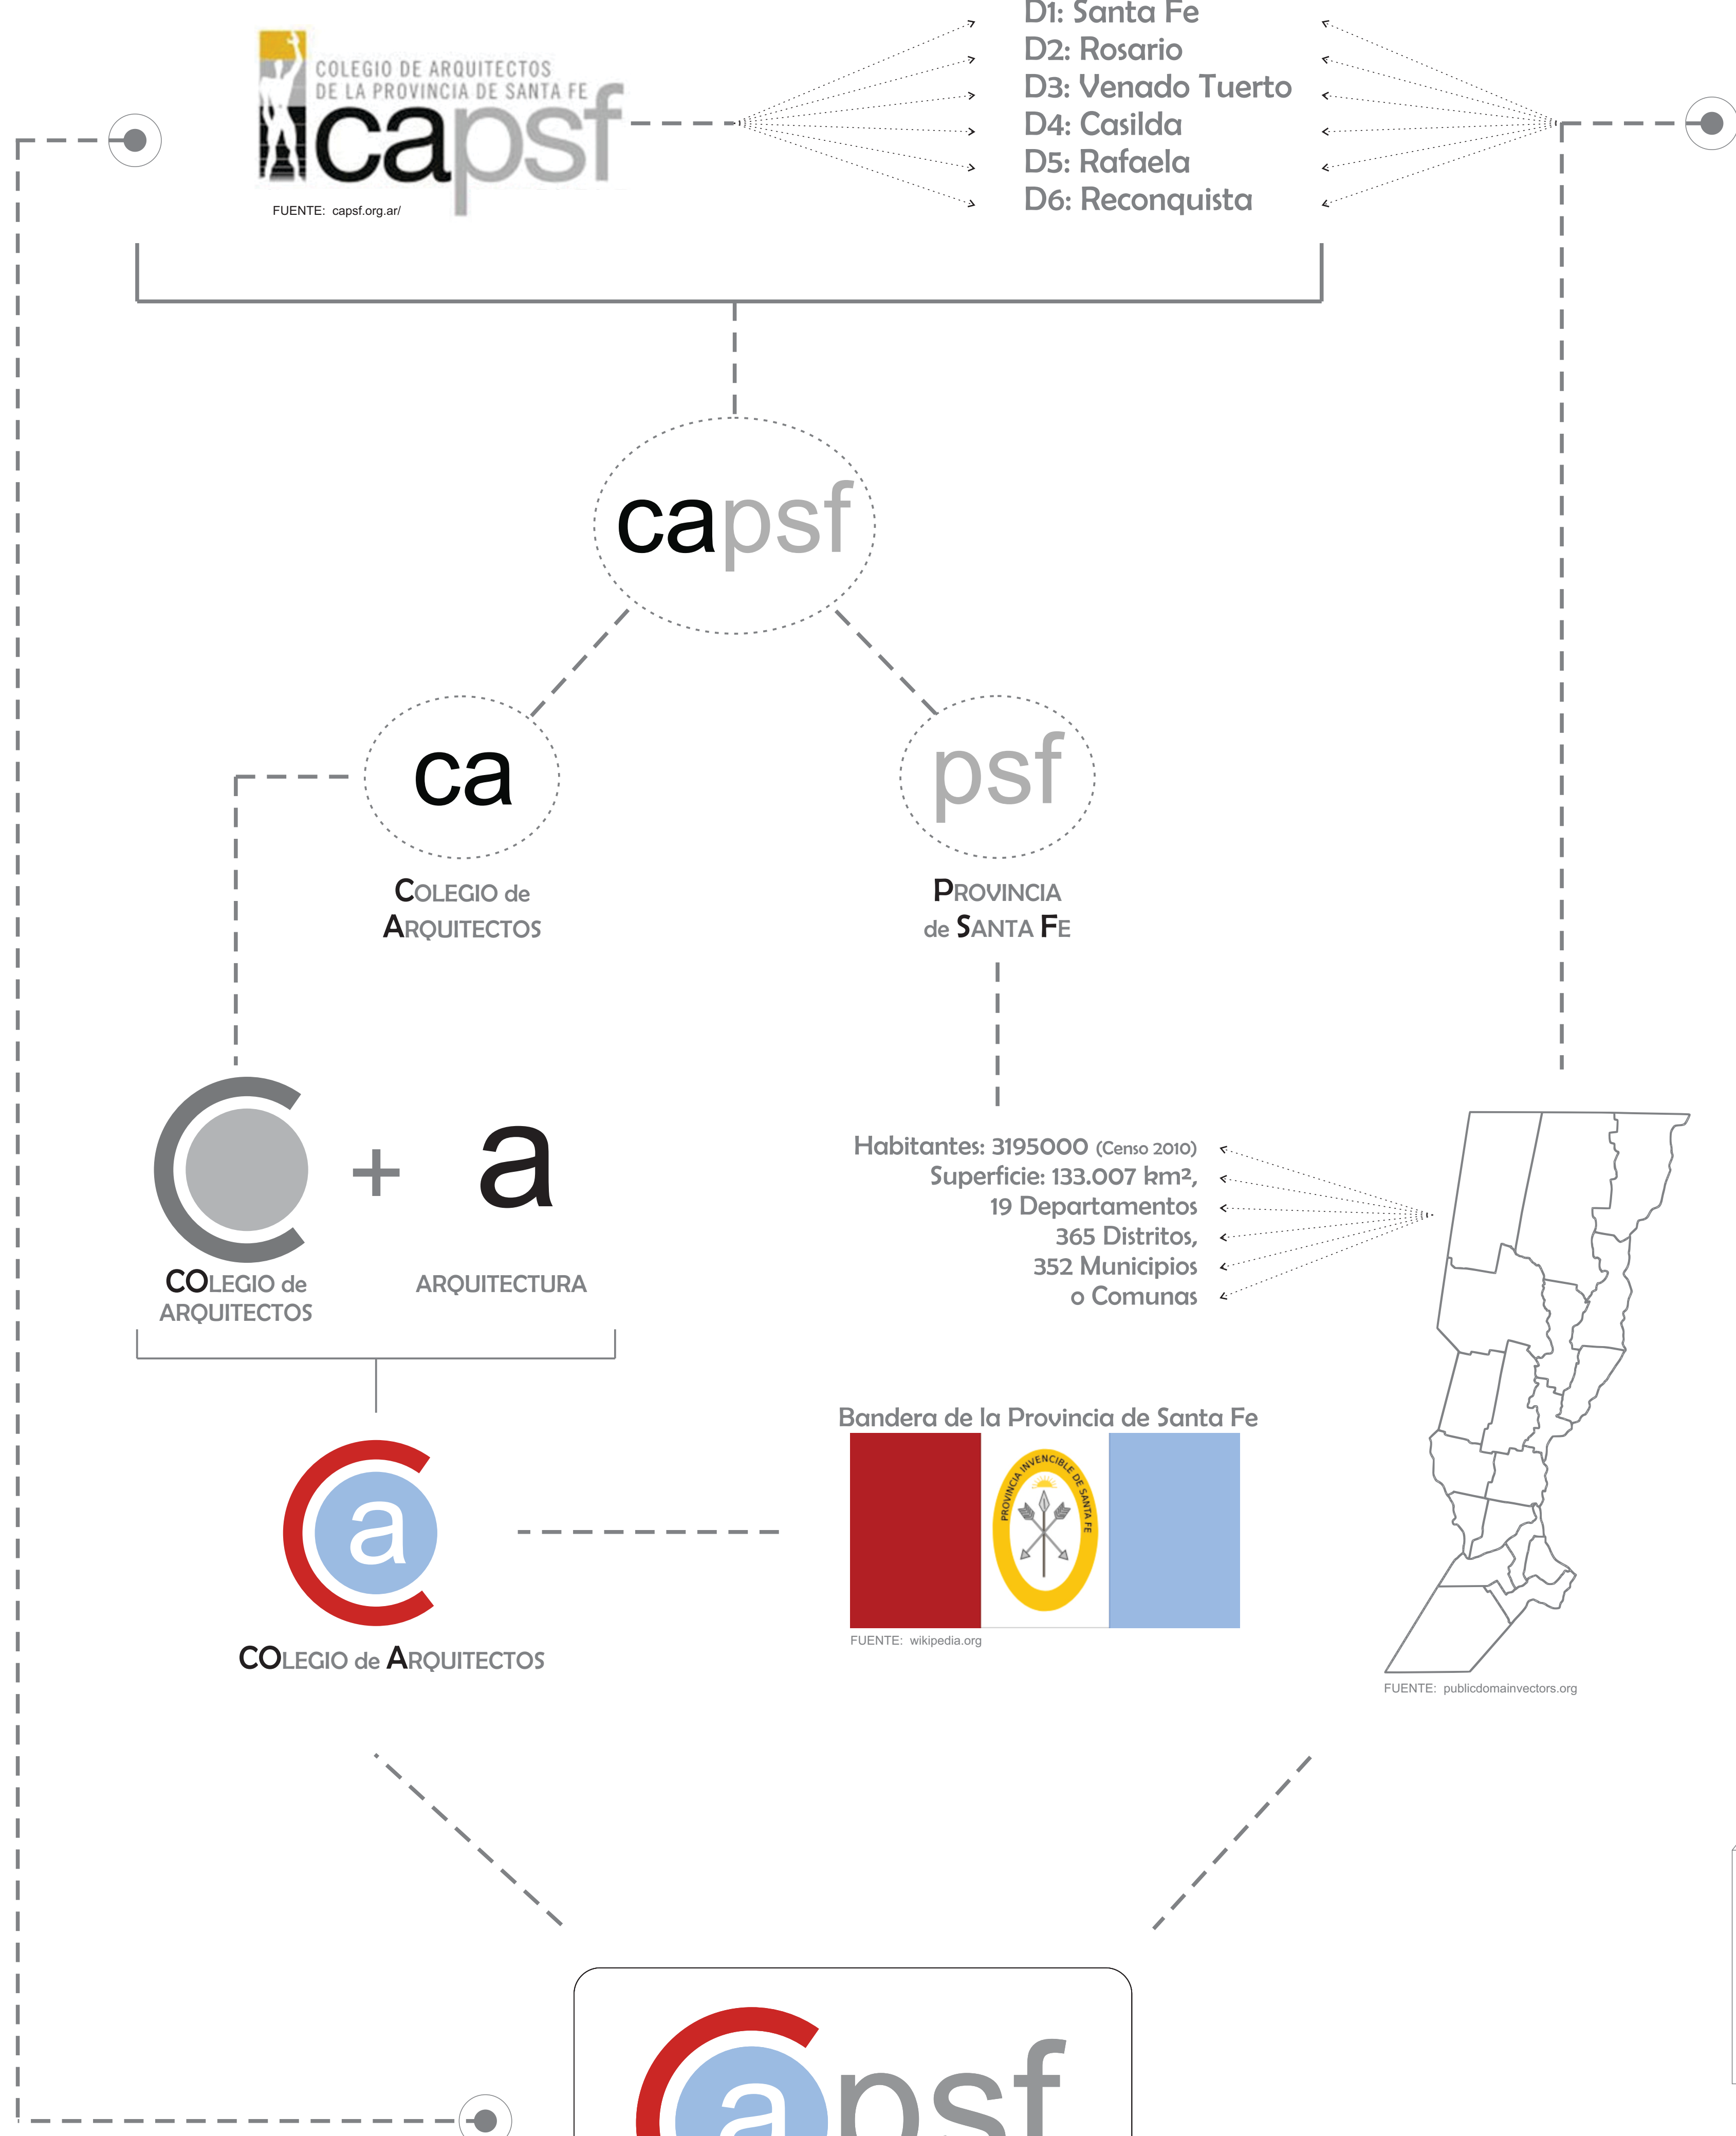 COLEGIO DE ARQUITECTOS
DE LA PROVINCIA DE SANTA FE
capsf
FUENTE: capsf.org.ar/
D1: Santa Fe
D2: Rosario
D3: Venado Tuerto
D4: Casilda
D5: Rafaela
D6: Reconquista
capsf
ca
psf
COLEGIO de
ARQUITECTOS
PROVINCIA
de SANTA FE
C
+
a
COLEGIO de
ARQUITECTOS
ARQUITECTURA
Habitantes: 3195000 (Censo 2010)
Superficie: 133.007 km²,
19 Departamentos
365 Distritos,
352 Municipios
o Comunas
Ca
COLEGIO de ARQUITECTOS
Bandera de la Provincia de Santa Fe
PROVINCIA INVENCIBLE DE SANTA FE
FUENTE: wikipedia.org
FUENTE: publicdomainvectors.org
Capsf